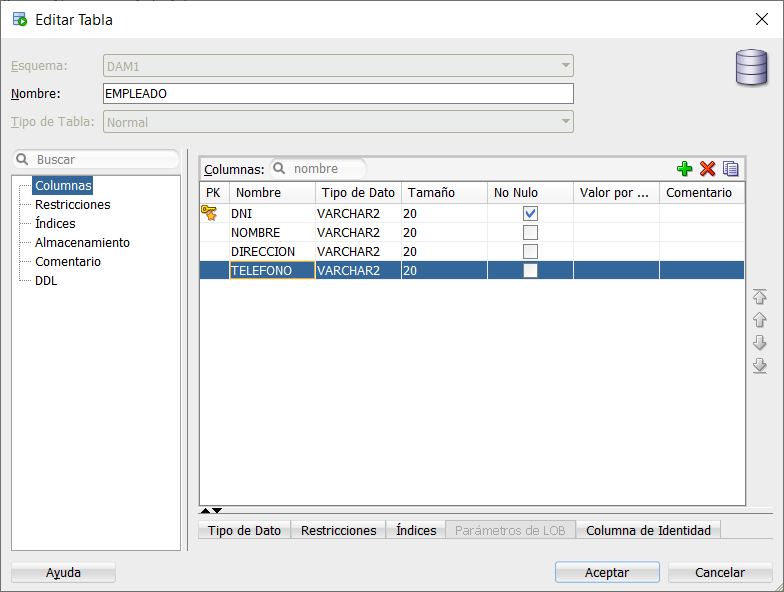 Editar Tabla
Esquema: DAM1
Nombre: EMPLEADO
Tipo de Tabla: Normal
Buscar
Columnas
Restricciones
Índices
Almacenamiento
Comentario
DDL
Columnas: nombre
PK Nombre Tipo de Dato Tamaño No Nulo Valor por ... Comentario
DNI VARCHAR2 20
NOMBRE VARCHAR2 20
DIRECCION VARCHAR2 20
TELEFONO VARCHAR2 20
Tipo de Dato Restricciones Índices Parámetros de LOB Columna de Identidad
Ayuda Aceptar Cancelar